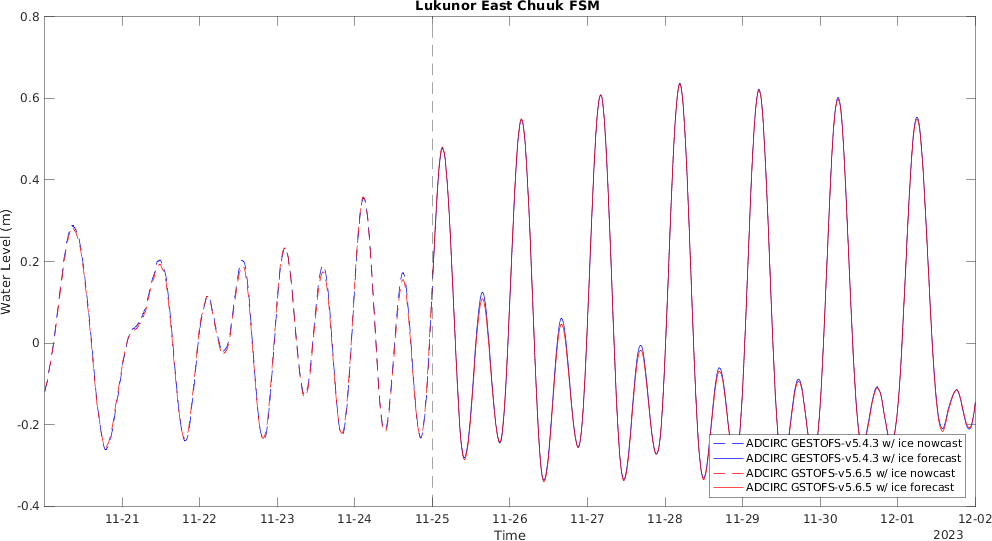 Lukunor East Chuuk FSM
0.8
0.6
0.4
0.2
0
-0.2
-0.4
Water Level (m)
ADCIRC GESTOFS-v5.4.3 w/ ice nowcast
ADCIRC GESTOFS-v5.4.3 w/ ice forecast
ADCIRC GSTOFS-v5.6.5 w/ ice nowcast
ADCIRC GSTOFS-v5.6.5 w/ ice forecast
11-21 11-22 11-23 11-24 11-25 11-26 11-27 11-28 11-29 11-30 12-01 12-02
Time
2023